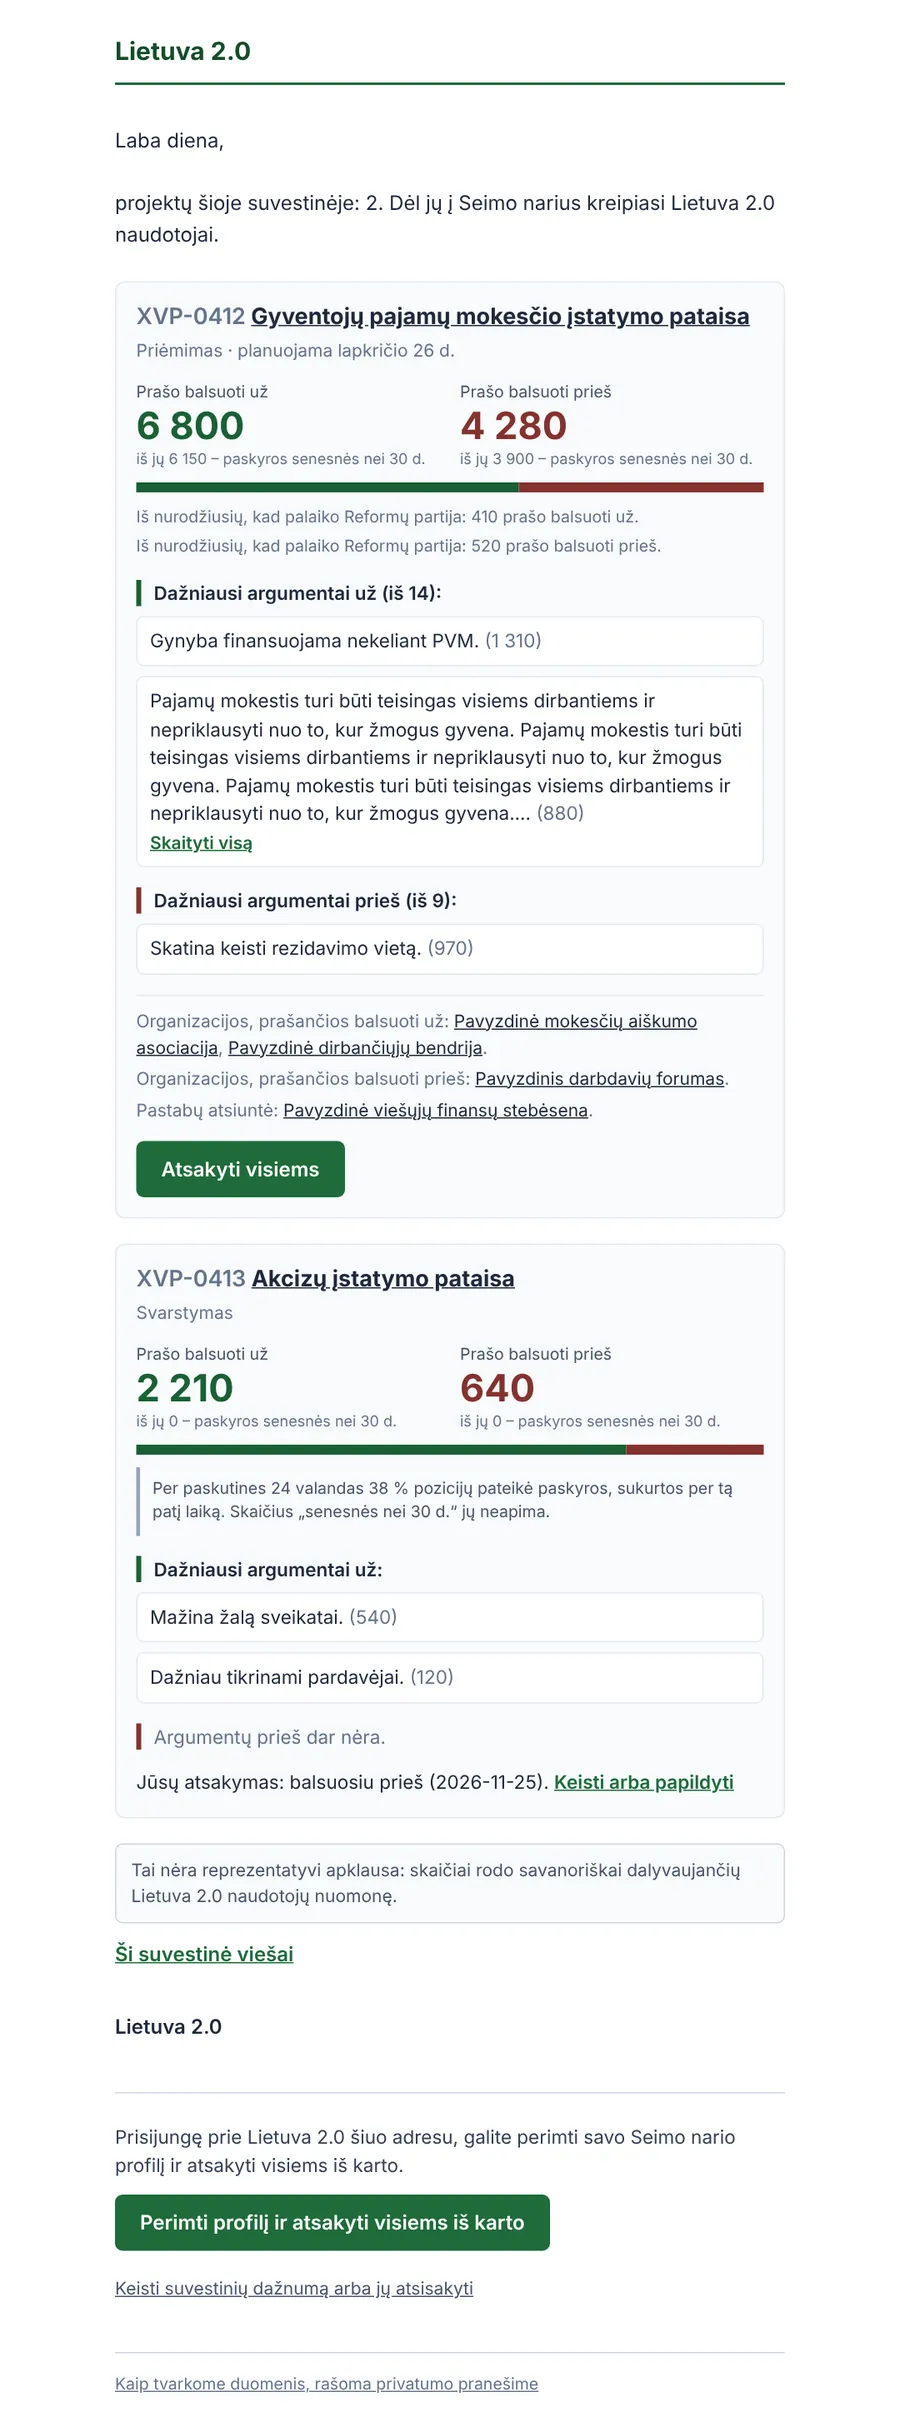 Lietuva 2.0
Laba diena,
projektų šioje suvestinėje: 2. Dėl jų į Seimo narius kreipiasi Lietuva 2.0
naudotojai.
XVP-0412 Gyventojų pajamų mokesčio įstatymo pataisa
Priėmimas · planuojama lapkričio 26 d.
Prašo balsuoti už
6 800
iš jų 6 150 – paskyros senesnės nei 30 d.
Prašo balsuoti prieš
4 280
iš jų 3 900 – paskyros senesnės nei 30 d.
Iš nurodžiusių, kad palaiko Reformų partija: 410 prašo balsuoti už.
Iš nurodžiusių, kad palaiko Reformų partija: 520 prašo balsuoti prieš.
Dažniausi argumentai už (iš 14):
Gynyba finansuojama nekeliant PVM. (1 310)
Pajamų mokestis turi būti teisingas visiems dirbantiems ir
nepriklausyti nuo to, kur žmogus gyvena. Pajamų mokestis turi būti
teisingas visiems dirbantiems ir nepriklausyti nuo to, kur žmogus
gyvena. Pajamų mokestis turi būti teisingas visiems dirbantiems ir
nepriklausyti nuo to, kur žmogus gyvena.... (880)
Skaityti visą
Dažniausi argumentai prieš (iš 9):
Skatina keisti rezidavimo vietą. (970)
Organizacijos, prašančios balsuoti už: Pavyzdinė mokesčių aiškumo
asociacija, Pavyzdinė dirbančiųjų bendrija.
Organizacijos, prašančios balsuoti prieš: Pavyzdinis darbdavių forumas.
Pastabų atsiuntė: Pavyzdinė viešųjų finansų stebėsena.
Atsakyti visiems
XVP-0413 Akcizų įstatymo pataisa
Svarstymas
Prašo balsuoti už
2 210
iš jų 0 – paskyros senesnės nei 30 d.
Prašo balsuoti prieš
640
iš jų 0 – paskyros senesnės nei 30 d.
Per paskutines 24 valandas 38 % pozicijų pateikė paskyros, sukurtos per tą
patį laiką. Skaičius „senesnės nei 30 d.“ jų neapima.
Dažniausi argumentai už:
Mažina žalą sveikatai. (540)
Dažniau tikrinami pardavėjai. (120)
Argumentų prieš dar nėra.
Jūsų atsakymas: balsuosiu prieš (2026-11-25). Keisti arba papildyti
Tai nėra reprezentatyvi apklausa: skaičiai rodo savanoriškai dalyvaujančių
Lietuva 2.0 naudotojų nuomonę.
Ši suvestinė viešai
Lietuva 2.0
Prisijungę prie Lietuva 2.0 šiuo adresu, galite perimti savo Seimo nario
profilį ir atsakyti visiems iš karto.
Perimti profilį ir atsakyti visiems iš karto
Keisti suvestinių dažnumą arba jų atsisakyti
Kaip tvarkome duomenis, rašoma privatumo pranešime